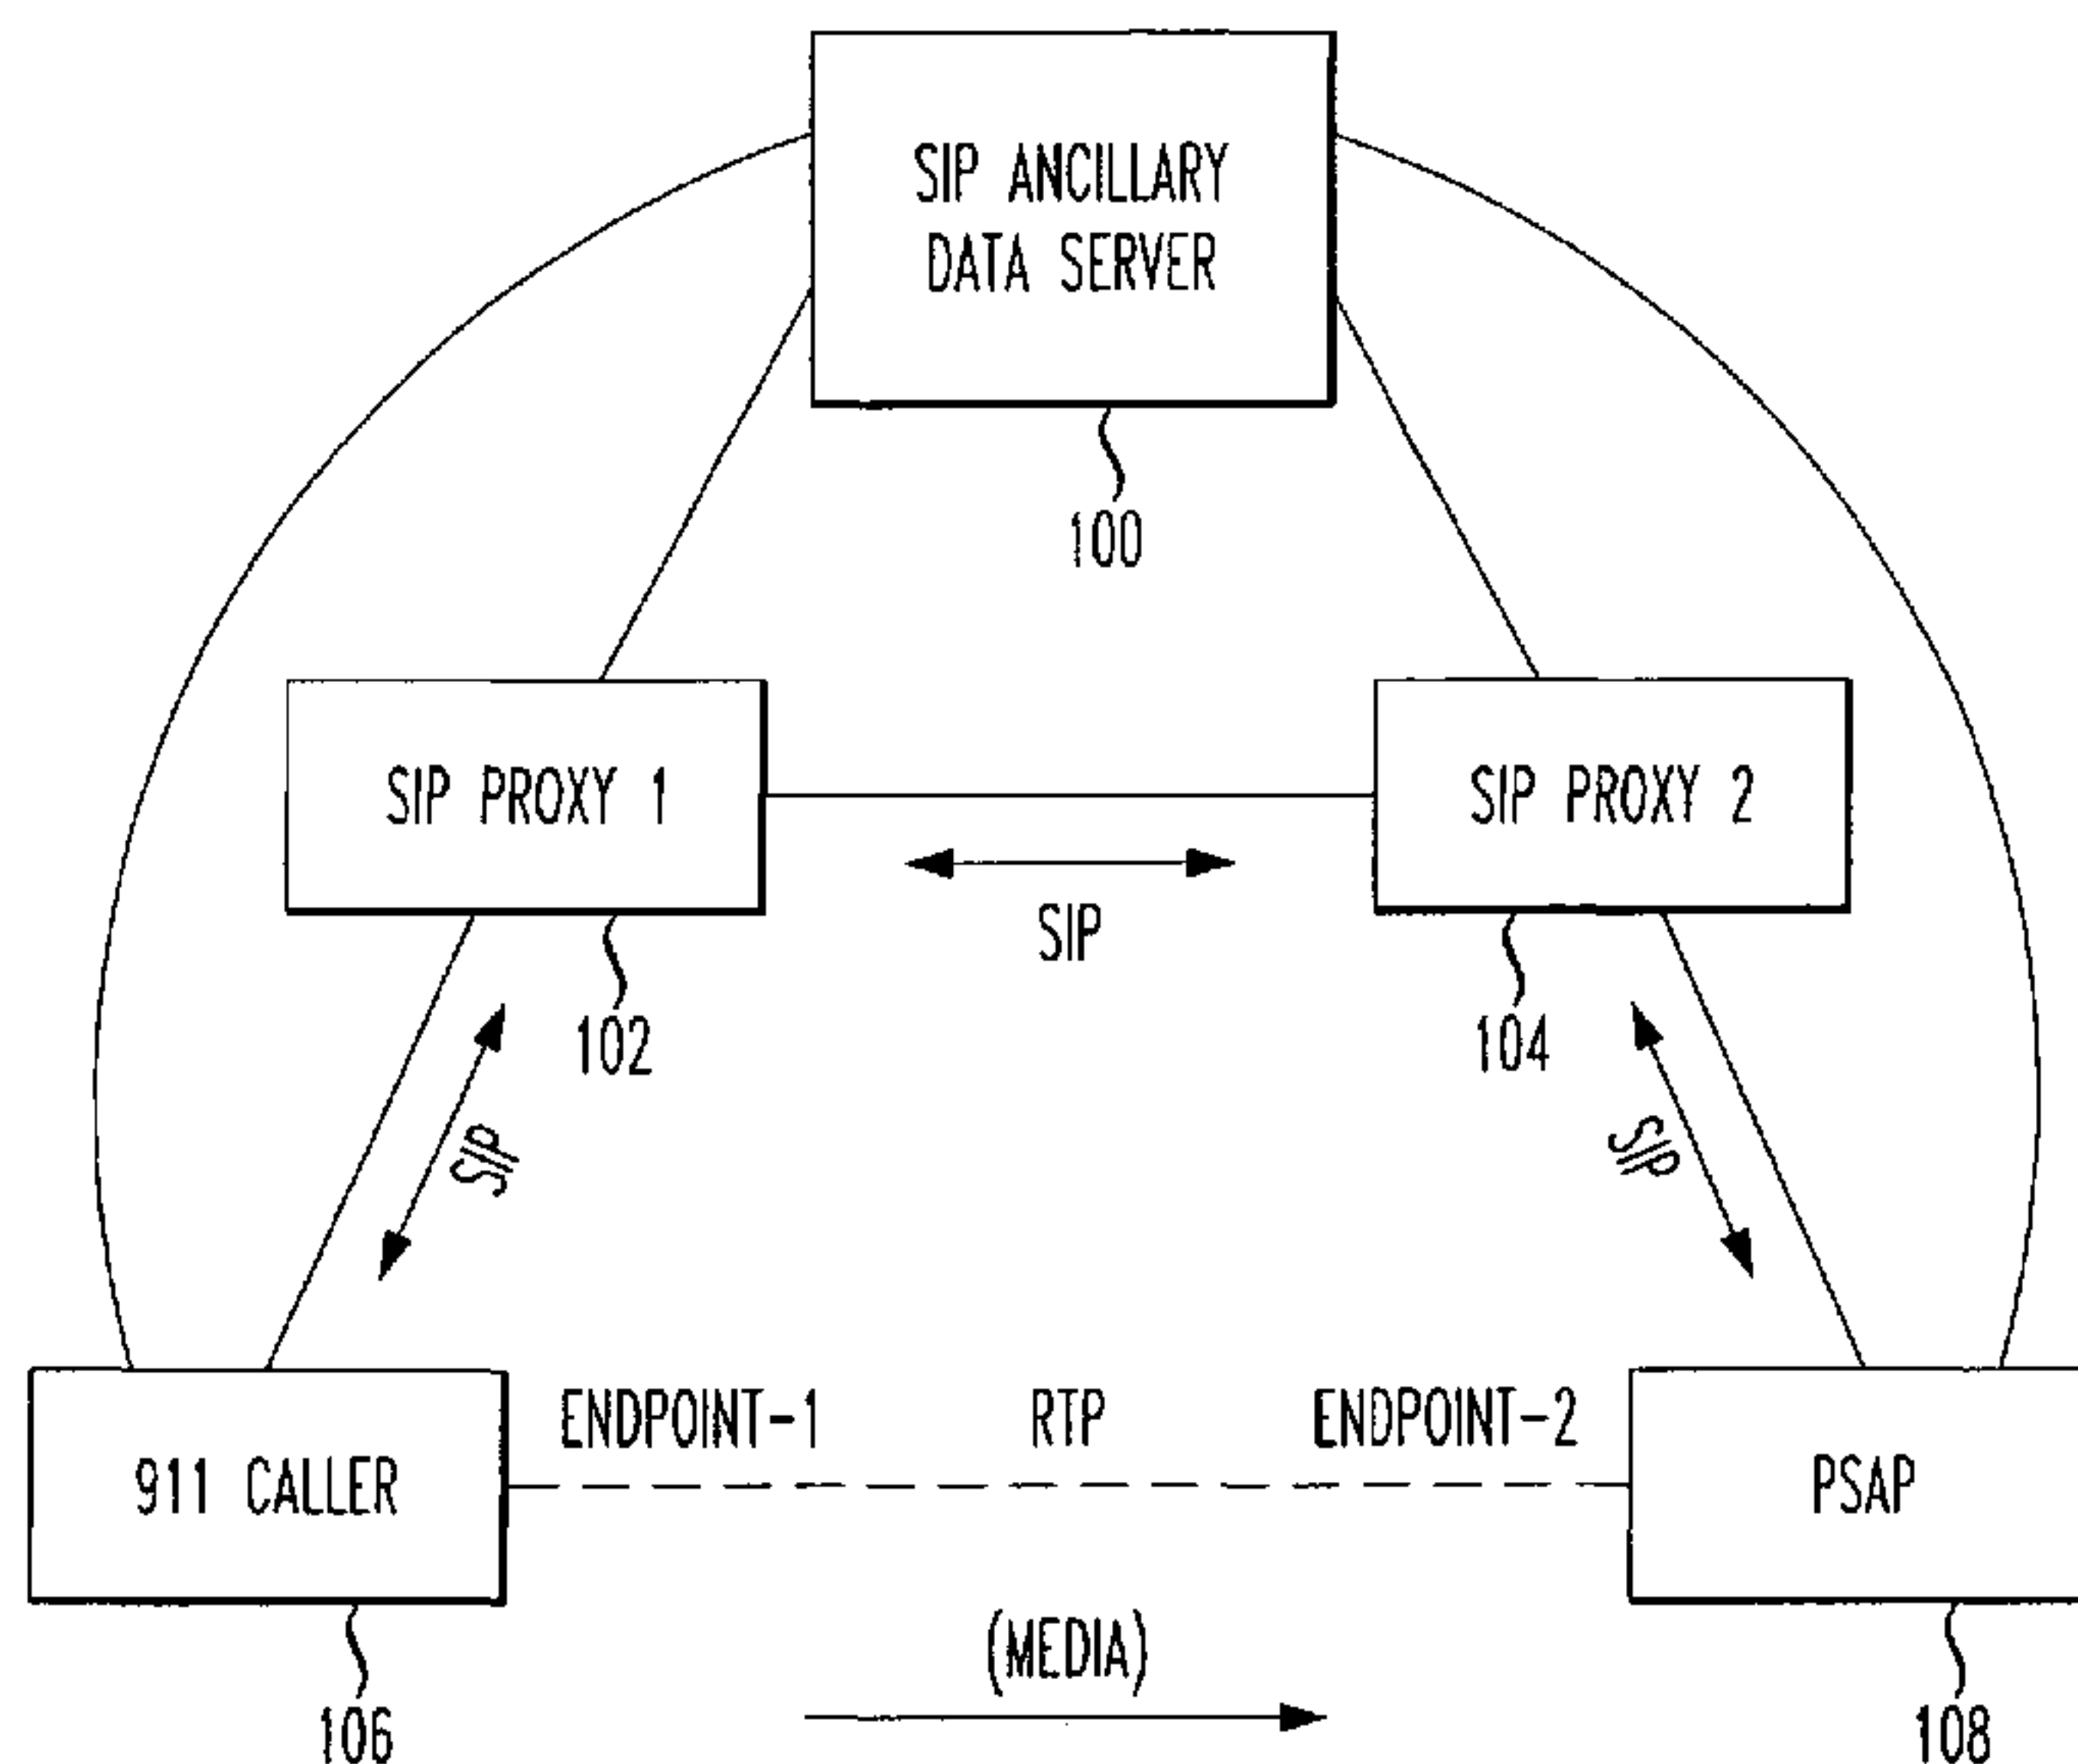 SIP ANCILLARY
DATA SERVER
100
SIP PROXY 1
SIP PROXY 2
SIP
102
104
SIP
SIP
ENDPOINT-1
RTP
ENDPOINT-2
911 CALLER
PSAP
(MEDIA)
106
108